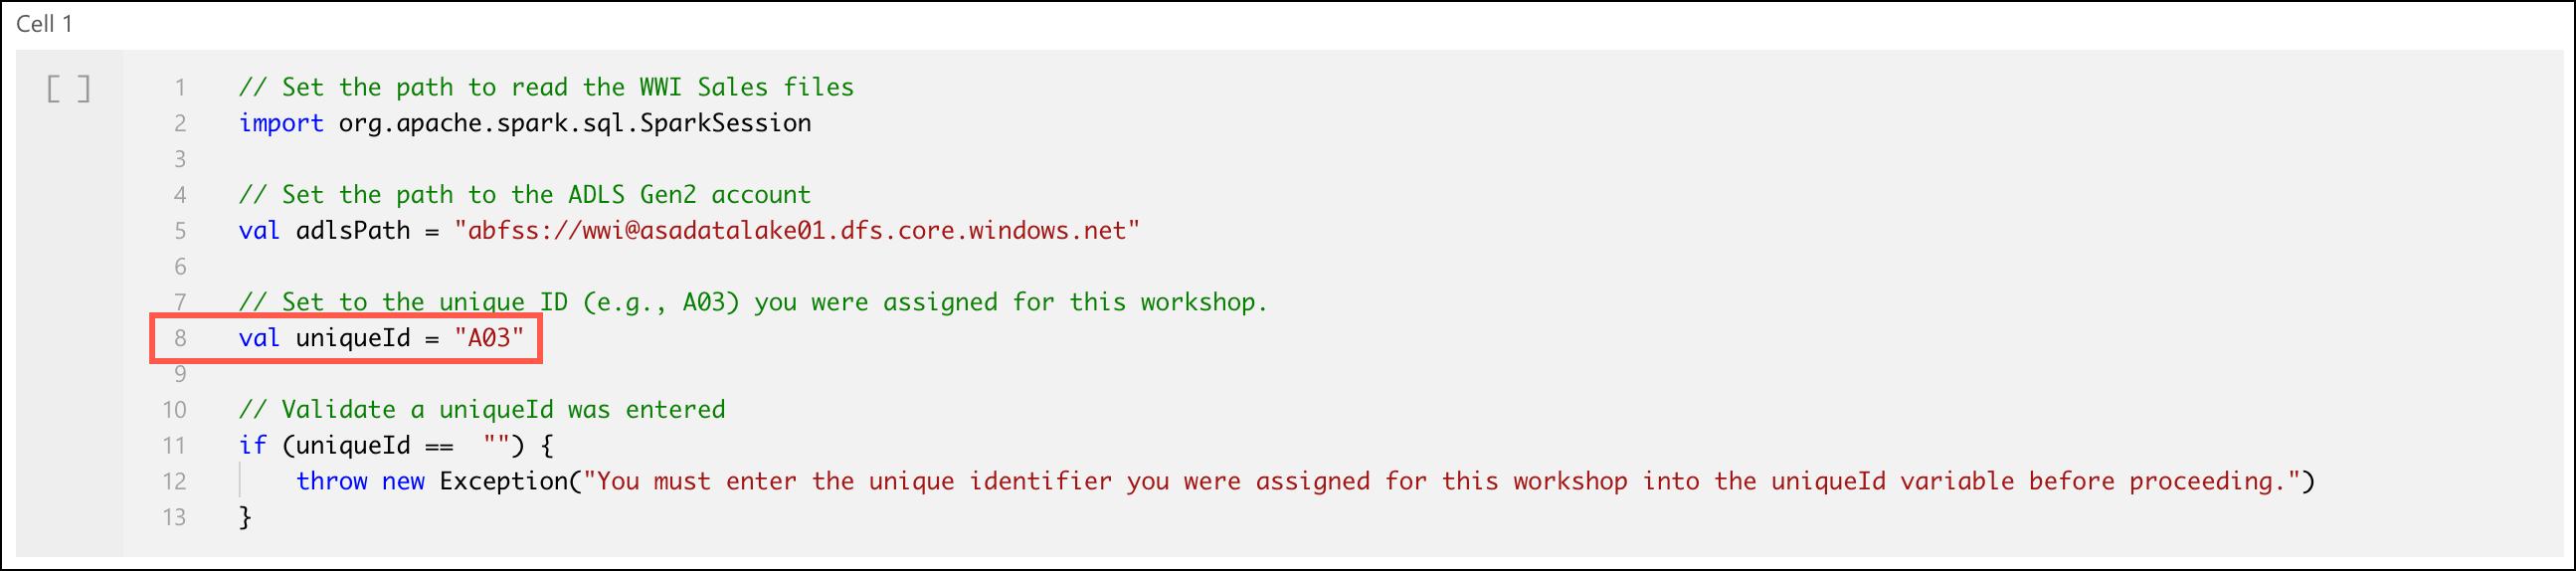 Cell 1
[ ]
1 // Set the path to read the WWI Sales files
2 import org.apache.spark.sql.SparkSession
3
4 // Set the path to the ADLS Gen2 account
5 val adlsPath = "abfss://wwi@asadatalake01.dfs.core.windows.net"
6
7 // Set to the unique ID (e.g., A03) you were assigned for this workshop.
8 val uniqueId = "A03"
9
10 // Validate a uniqueId was entered
11 if (uniqueId ==  "") {
12     throw new Exception("You must enter the unique identifier you were assigned for this workshop into the uniqueId variable before proceeding.")
13 }